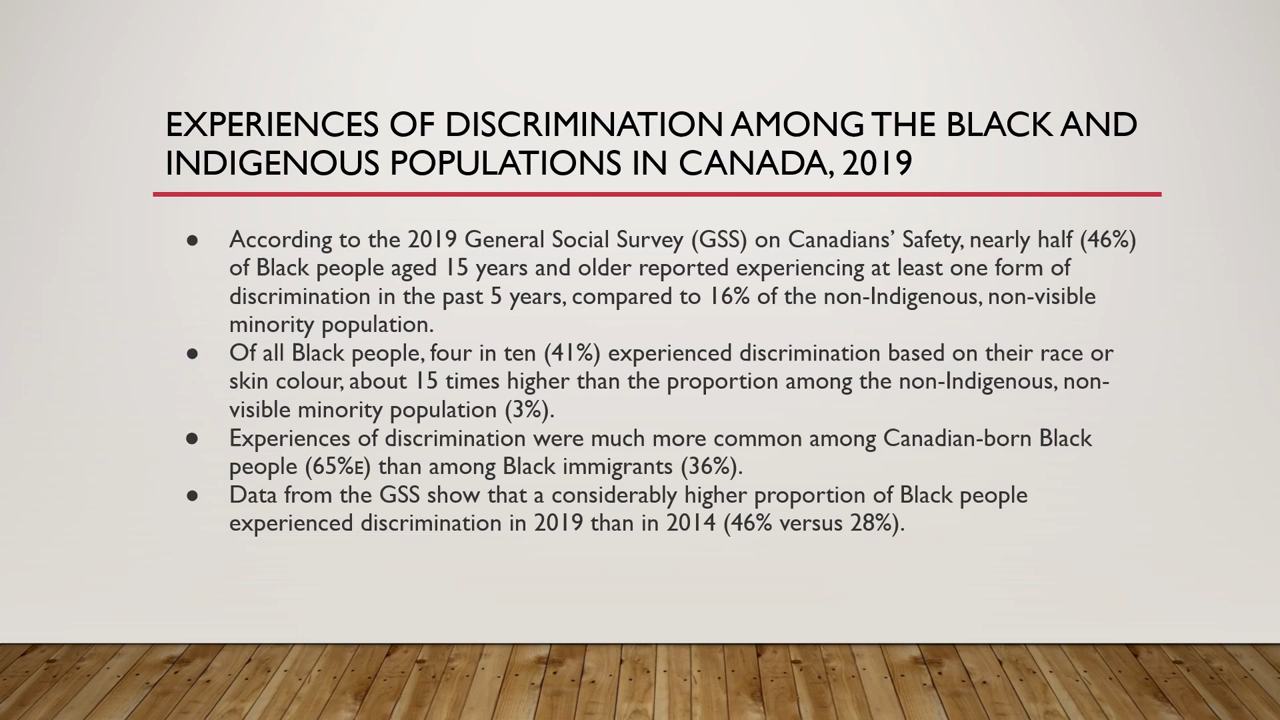 EXPERIENCES OF DISCRIMINATION AMONG THE BLACK AND
INDIGENOUS POPULATIONS IN CANADA, 2019
● According to the 2019 General Social Survey (GSS) on Canadians’ Safety, nearly half (46%)
of Black people aged 15 years and older reported experiencing at least one form of
discrimination in the past 5 years, compared to 16% of the non-Indigenous, non-visible
minority population.
● Of all Black people, four in ten (41%) experienced discrimination based on their race or
skin colour, about 15 times higher than the proportion among the non-Indigenous, non-
visible minority population (3%).
● Experiences of discrimination were much more common among Canadian-born Black
people (65%E) than among Black immigrants (36%).
● Data from the GSS show that a considerably higher proportion of Black people
experienced discrimination in 2019 than in 2014 (46% versus 28%).